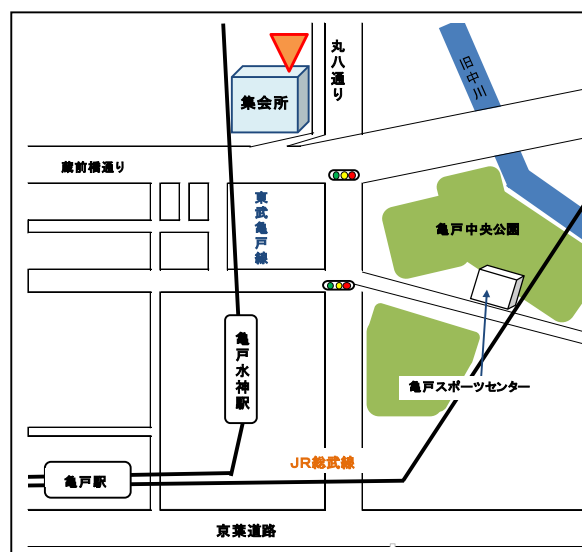 丸八通り
旧中川
集会所
蔵前橋通り
東武亀戸線
亀戸中央公園
亀戸水神駅
亀戸スポーツセンター
JR総武線
亀戸駅
京葉道路